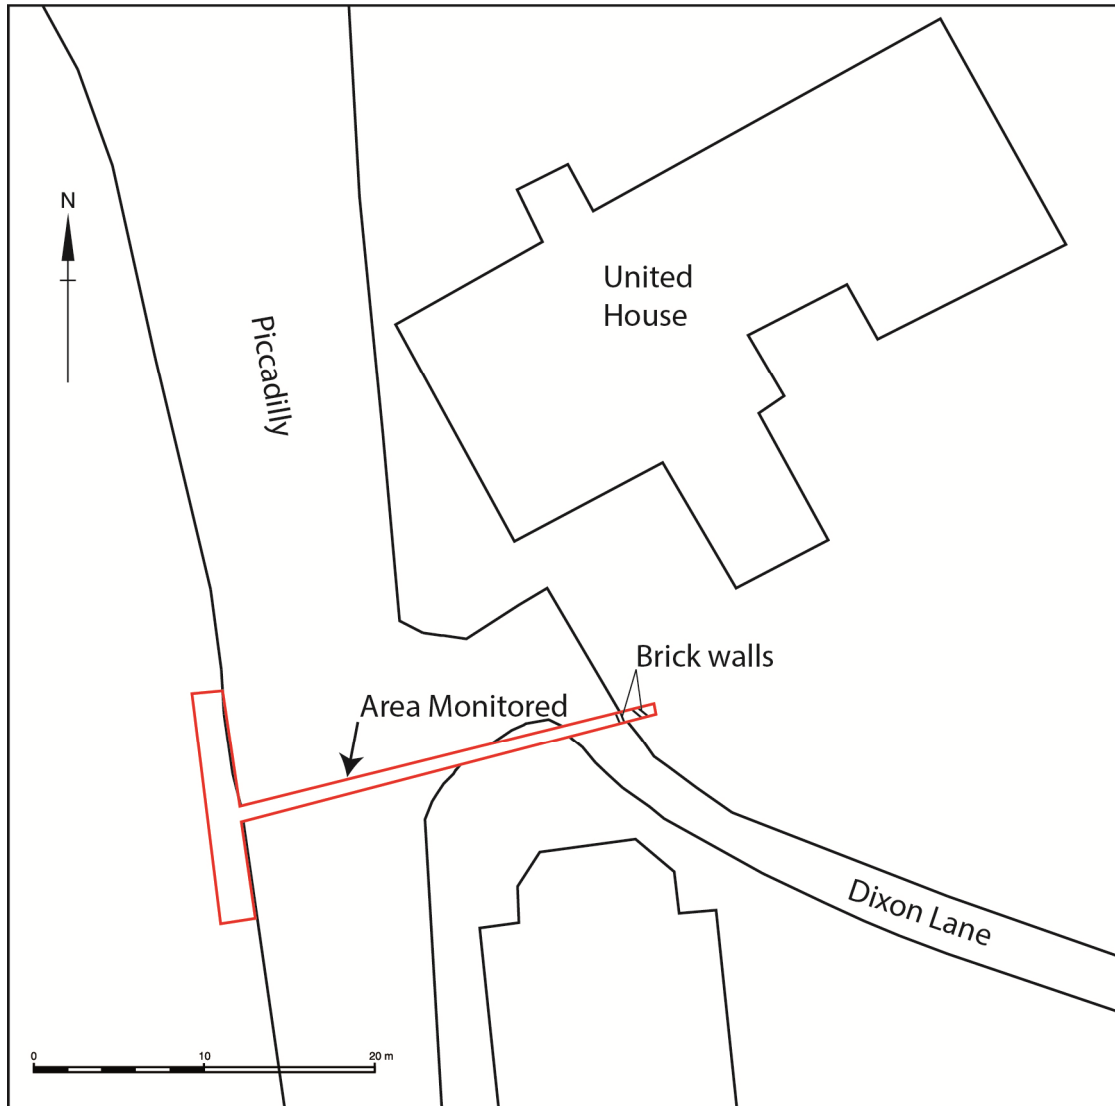 N
United
House
Piccadilly
Brick walls
Area Monitored
Dixon Lane
0 10 20 m